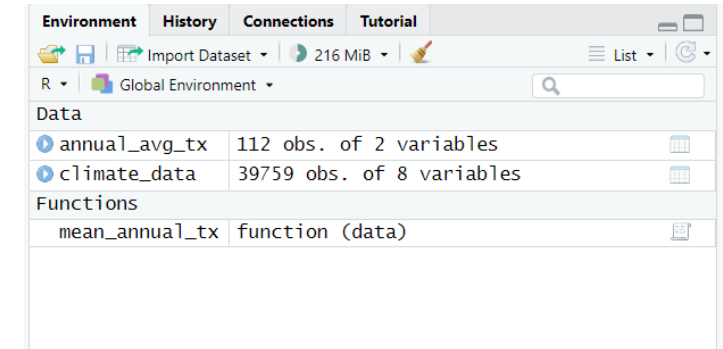 Environment History Connections Tutorial
Import Dataset 216 MiB List
R Global Environment
Data
annual_avg_tx 112 obs. of 2 variables
climate_data 39759 obs. of 8 variables
Functions
mean_annual_tx function (data)